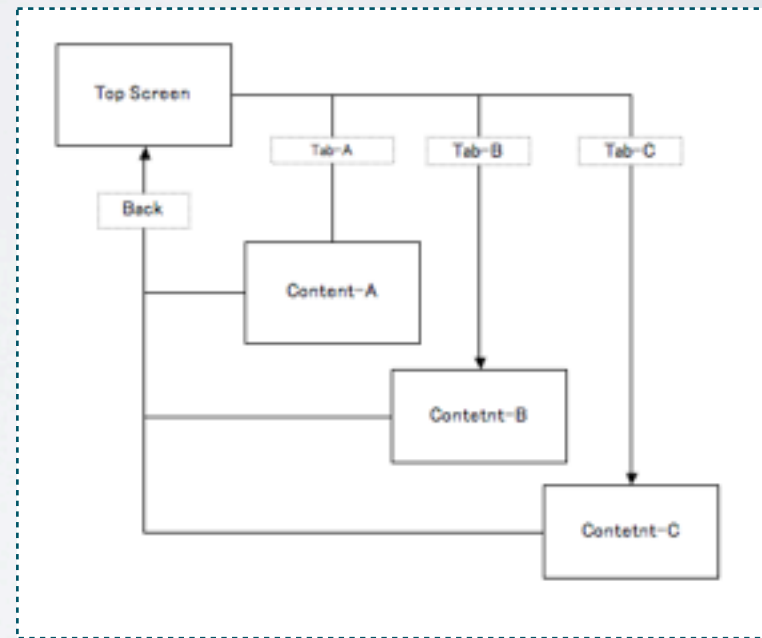 Top Screen
Tab-A
Tab-B
Tab-C
Back
Content-A
Contetnt-B
Contetnt-C